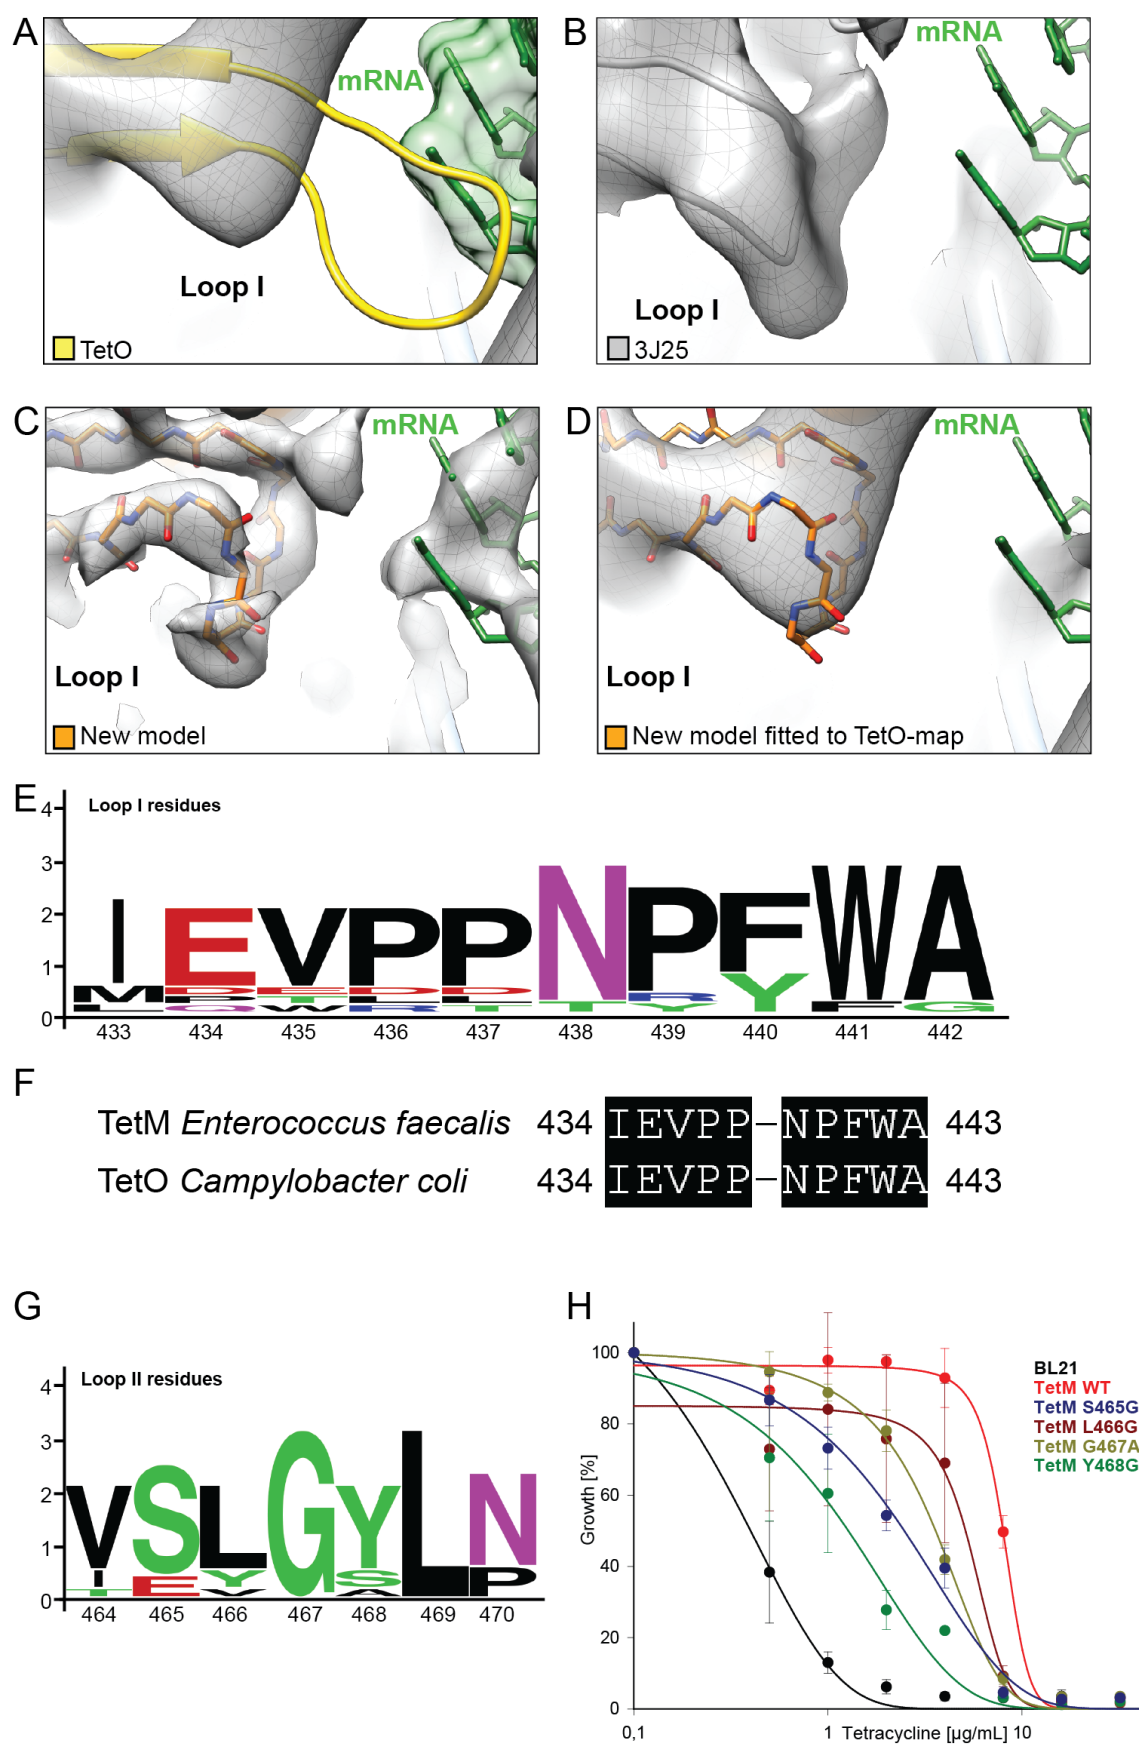 A
mRNA
Loop I
TetO
B
mRNA
Loop I
3J25
C
mRNA
Loop I
New model
D
mRNA
Loop I
New model fitted to TetO-map
E
Loop I residues
4
3
2
1
0
I E V P P N P F W A
433 434 435 436 437 438 439 440 441 442
F
TetM Enterococcus faecalis 434 IEVPP–NPFWA 443
TetO Campylobacter coli 434 IEVPP–NPFWA 443
G
Loop II residues
4
3
2
1
0
V S L G Y L N
I E Y S P
T V A
464 465 466 467 468 469 470
H
100
80
60
40
20
0
Growth [%]
BL21
TetM WT
TetM S465G
TetM L466G
TetM G467A
TetM Y468G
0,1 1 Tetracycline [µg/mL] 10